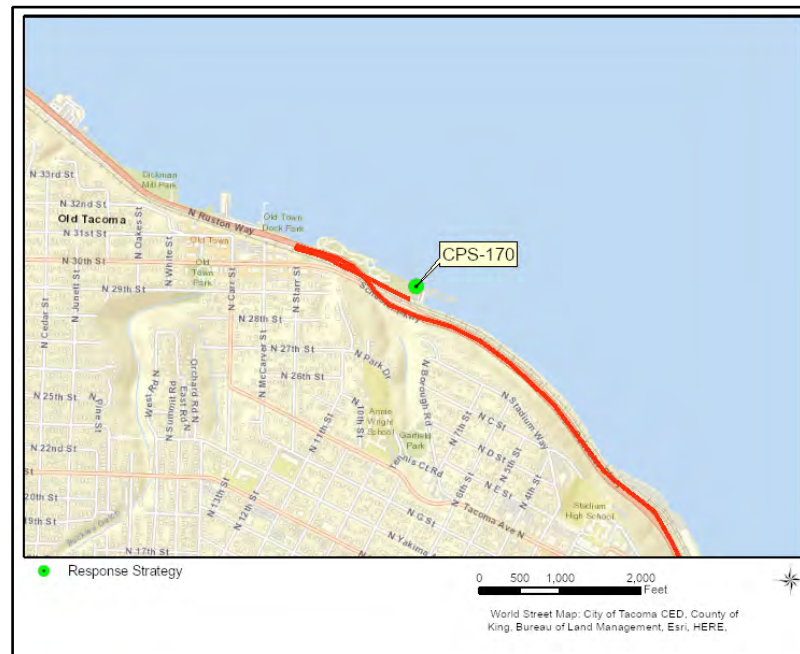 N 33rd St
Dickman
Mill Park
N 32nd St
N Ruston Way
Old Town
Dock Park
Old Tacoma
N 31st St
Old Town
N 30th St
Old
Town
Park
N Oakes St
N White St
N Carr St
N Starr St
CPS-170
N 29th St
N Cedar St
N Junett St
N 28th St
N McCarver St
N 27th St
N Park Dr
N 26th St
N Borough Rd
N Stadium Way
West Rd N
N Summit Rd
East Rd N
Orchard Rd N
N 25th St
N Pine St
N 11th St
N 10th St
Annie
Wright
School
Garfield
Park
N 7th St
N C St
N D St
N 5th St
N 22nd St
Tennis Ct Rd
N E St
N 4th St
N 6th St
St
N 13th St
N 12th St
N G St
Tacoma Ave N
Stadium
High School
20th St
19th St
N 17th St
N Yakima A
Response Strategy
0 500 1,000 2,000
Feet
World Street Map: City of Tacoma CED, County of
King, Bureau of Land Management, Esri, HERE,